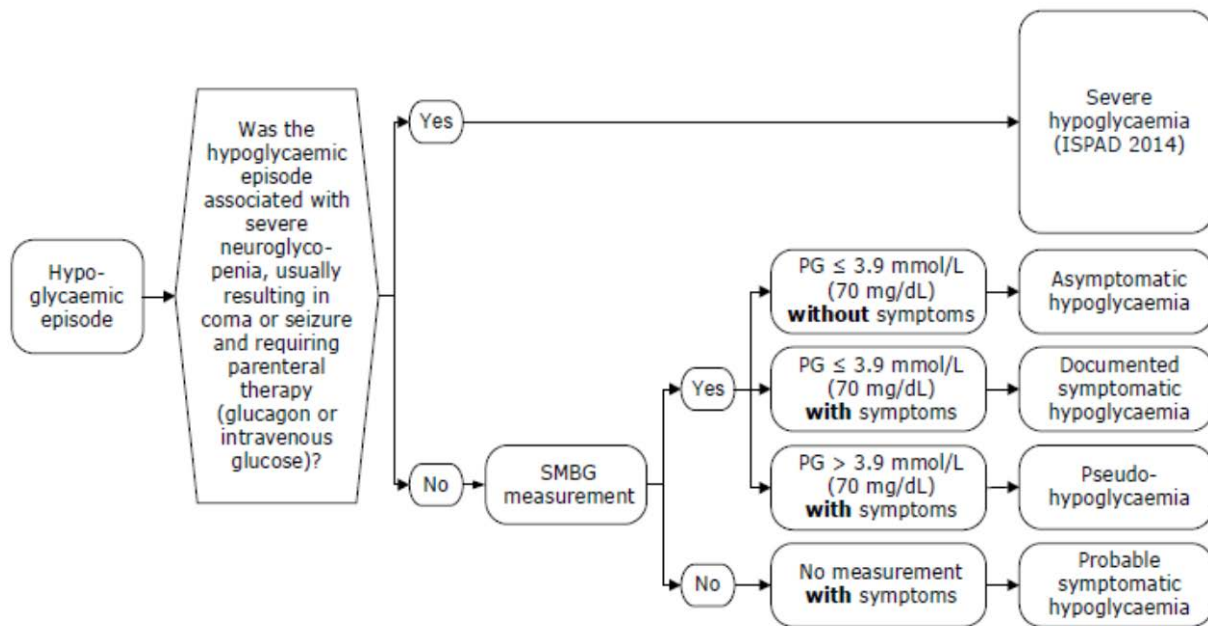 Hypo-
glycaemic
episode
Was the
hypoglycaemic
episode
associated with
severe
neuroglyco-
penia, usually
resulting in
coma or seizure
and requiring
parenteral
therapy
(glucagon or
intravenous
glucose)?
Yes
Severe
hypoglycaemia
(ISPAD 2014)
No
SMBG
measurement
Yes
PG ≤ 3.9 mmol/L
(70 mg/dL)
without symptoms
Asymptomatic
hypoglycaemia
PG ≤ 3.9 mmol/L
(70 mg/dL)
with symptoms
Documented
symptomatic
hypoglycaemia
PG > 3.9 mmol/L
(70 mg/dL)
with symptoms
Pseudo-
hypoglycaemia
No
No measurement
with symptoms
Probable
symptomatic
hypoglycaemia